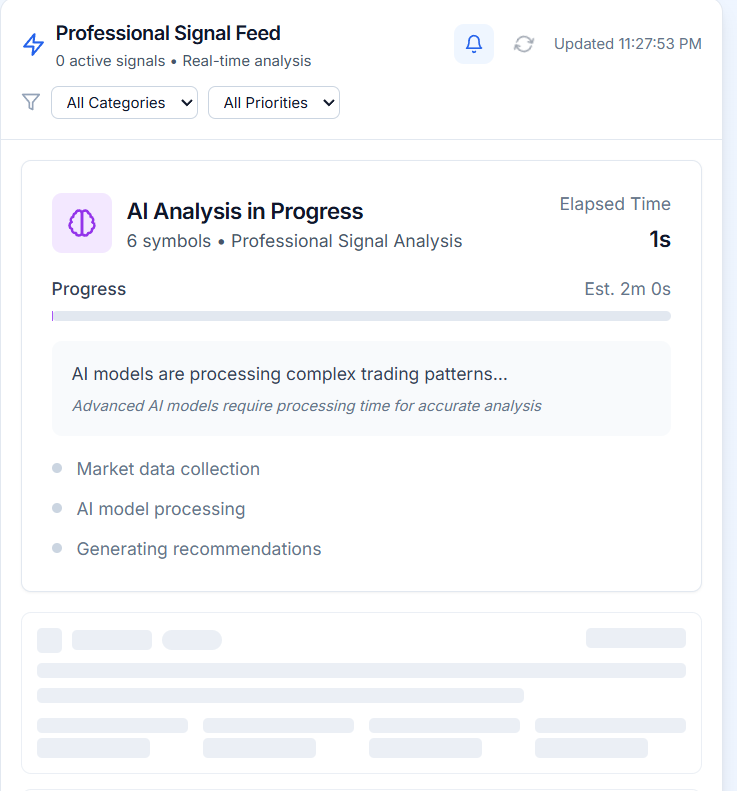 Professional Signal Feed
0 active signals • Real-time analysis
Updated 11:27:53 PM
All Categories
All Priorities
AI Analysis in Progress
6 symbols • Professional Signal Analysis
Elapsed Time
1s
Progress
Est. 2m 0s
AI models are processing complex trading patterns...
Advanced AI models require processing time for accurate analysis
Market data collection
AI model processing
Generating recommendations